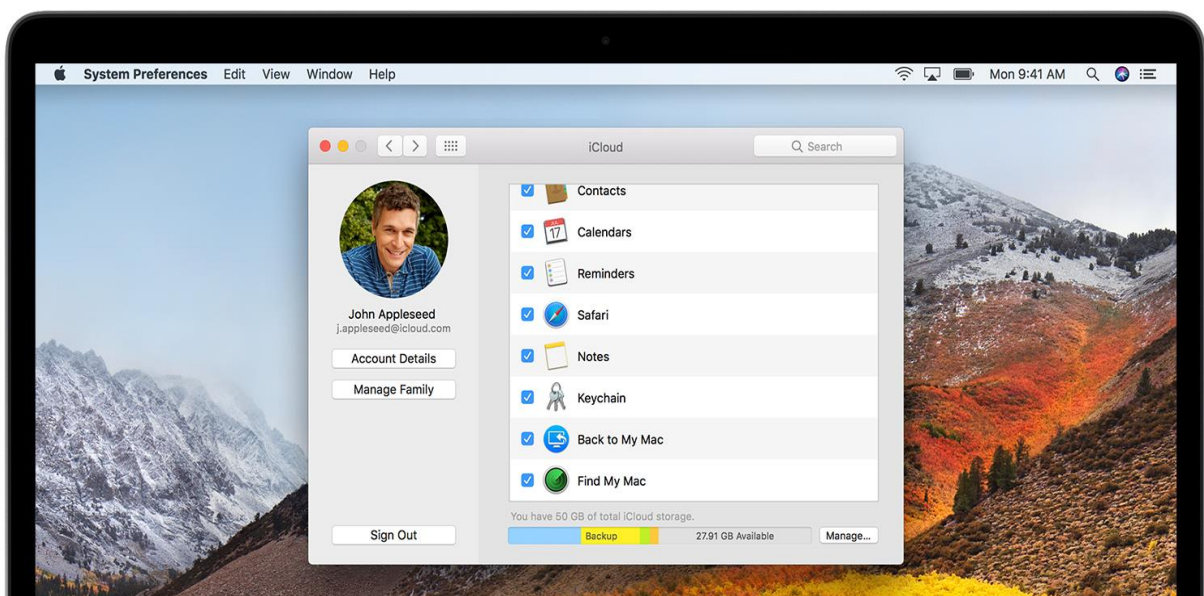 System Preferences Edit View Window Help Mon 9:41 AM
iCloud Search
Contacts
17 Calendars
Reminders
Safari
Notes
Keychain
Back to My Mac
Find My Mac
John Appleseed
j.appleseed@icloud.com
Account Details
Manage Family
Sign Out
You have 50 GB of total iCloud storage.
Backup 27.91 GB Available Manage...